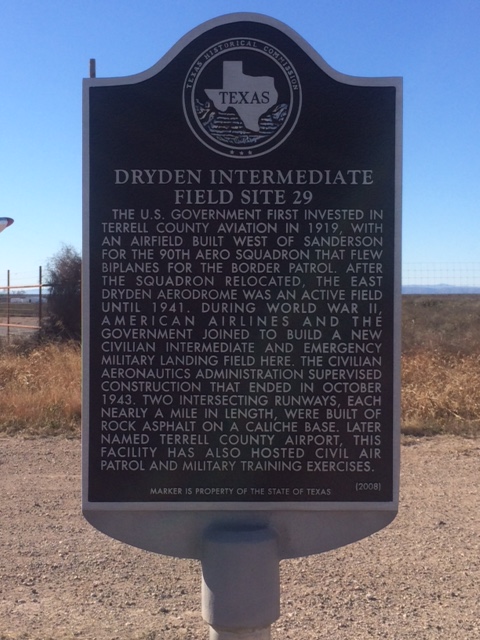 TEXAS HISTORICAL COMMISSION
TEXAS
DRYDEN INTERMEDIATE
FIELD SITE 29
THE U.S. GOVERNMENT FIRST INVESTED IN
TERRELL COUNTY AVIATION IN 1919, WITH
AN AIRFIELD BUILT WEST OF SANDERSON
FOR THE 90TH AERO SQUADRON THAT FLEW
BIPLANES FOR THE BORDER PATROL. AFTER
THE SQUADRON RELOCATED, THE EAST
DRYDEN AERODROME WAS AN ACTIVE FIELD
UNTIL 1941. DURING WORLD WAR II,
AMERICAN AIRLINES AND THE
GOVERNMENT JOINED TO BUILD A NEW
CIVILIAN INTERMEDIATE AND EMERGENCY
MILITARY LANDING FIELD HERE. THE CIVILIAN
AERONAUTICS ADMINISTRATION SUPERVISED
CONSTRUCTION THAT ENDED IN OCTOBER
1943. TWO INTERSECTING RUNWAYS, EACH
NEARLY A MILE IN LENGTH, WERE BUILT OF
ROCK ASPHALT ON A CALICHE BASE. LATER
NAMED TERRELL COUNTY AIRPORT, THIS
FACILITY HAS ALSO HOSTED CIVIL AIR
PATROL AND MILITARY TRAINING EXERCISES.
(2008)
MARKER IS PROPERTY OF THE STATE OF TEXAS